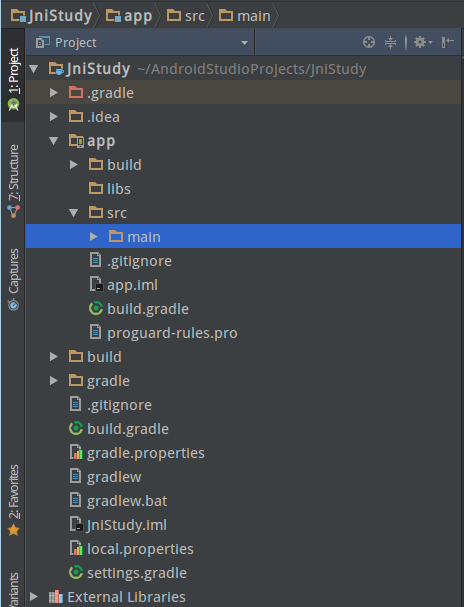 JniStudy app src main
Project
JniStudy ~/AndroidStudioProjects/JniStudy
.gradle
.idea
app
build
libs
src
main
.gitignore
app.iml
build.gradle
proguard-rules.pro
build
gradle
.gitignore
build.gradle
gradle.properties
gradlew
gradlew.bat
JniStudy.iml
local.properties
settings.gradle
External Libraries
1: Project
7: Structure
Captures
2: Favorites